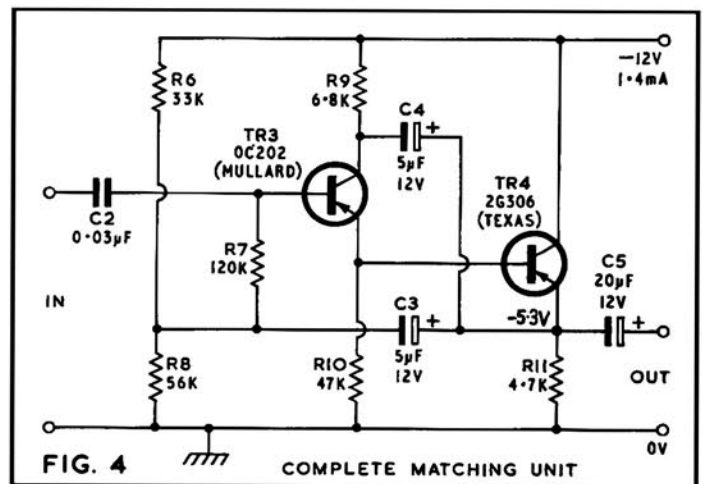 R6
33K
R9
6·8K
—12V
1·4mA
C4
5µF
12V
TR3
OC202
(MULLARD)
TR4
2G306
(TEXAS)
C2
0·03µF
R7
120K
C5
20µF
12V
IN
C3
5µF
12V
-5·3V
R8
56K
R10
47K
R11
4·7K
OUT
0V
FIG. 4
COMPLETE MATCHING UNIT